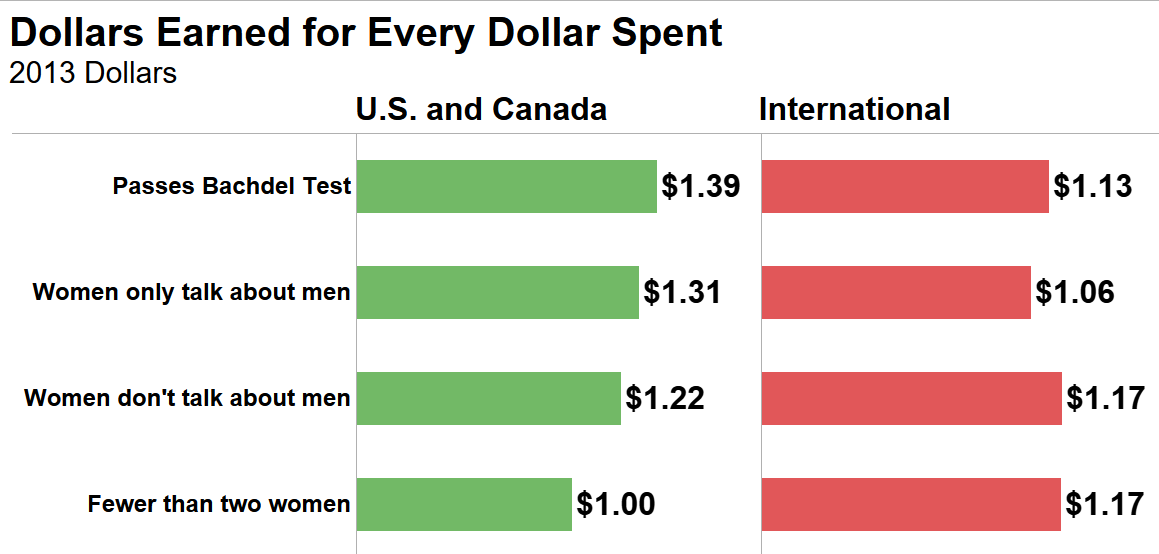 Dollars Earned for Every Dollar Spent
2013 Dollars
U.S. and Canada International
Passes Bachdel Test $1.39 $1.13
Women only talk about men $1.31 $1.06
Women don't talk about men $1.22 $1.17
Fewer than two women $1.00 $1.17